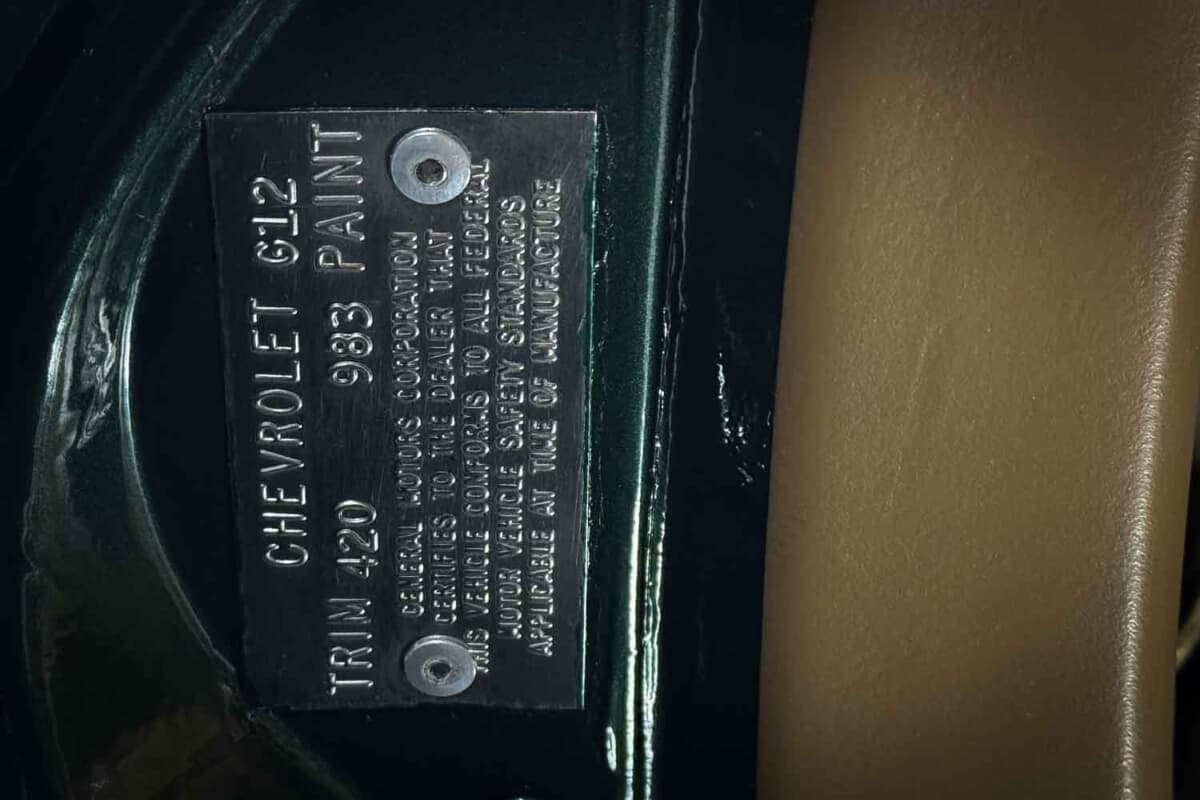 CHEVROLET G12
TRIM 420 983 PAINT
GENERAL MOTORS CORPORATION
CERTIFIES TO THE DEALER THAT
THIS VEHICLE CONFORMS TO ALL FEDERAL
MOTOR VEHICLE SAFETY STANDARDS
APPLICABLE AT TIME OF MANUFACTURE